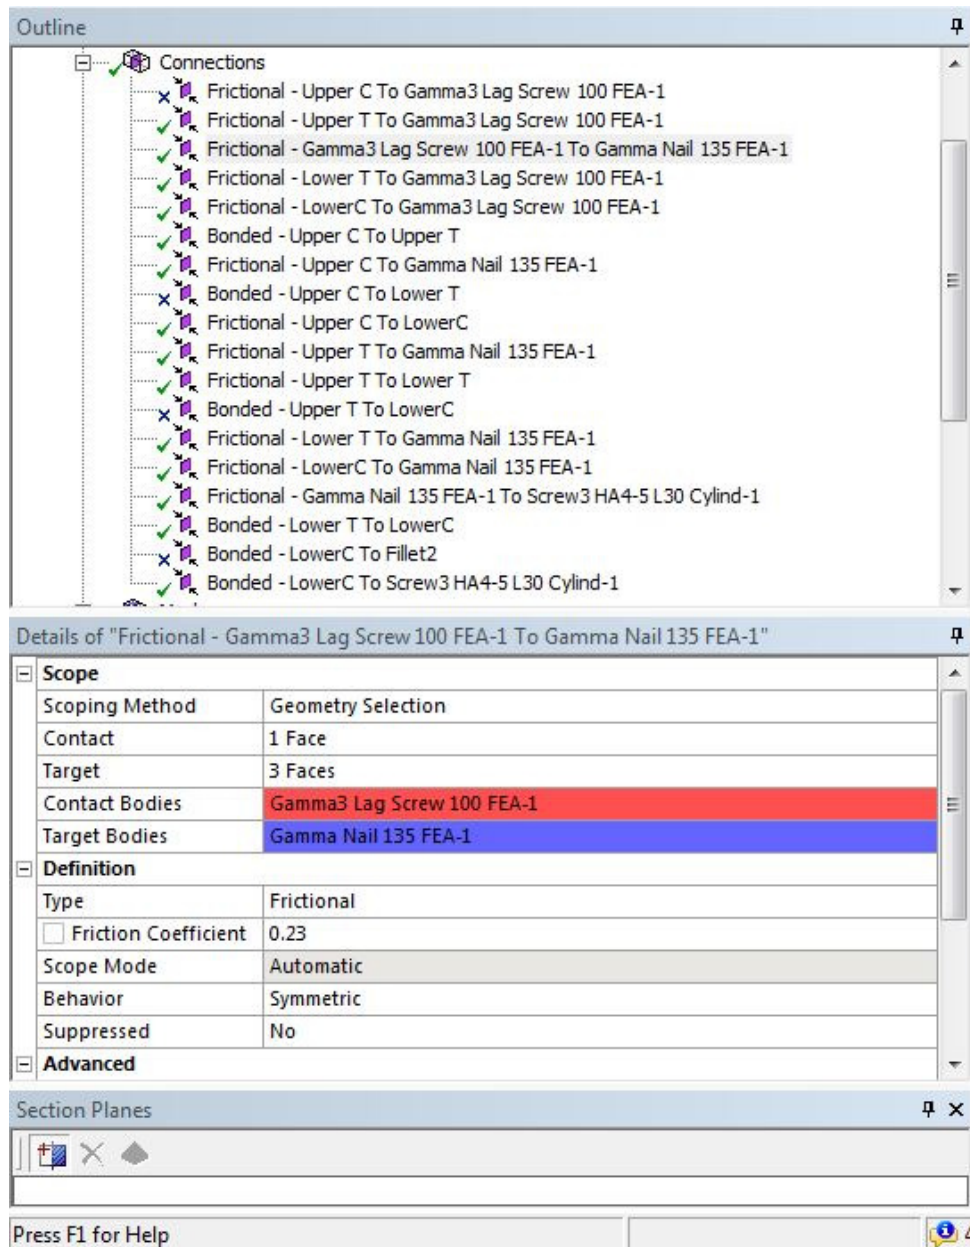 Outline
Connections
Frictional - Upper C To Gamma3 Lag Screw 100 FEA-1
Frictional - Upper T To Gamma3 Lag Screw 100 FEA-1
Frictional - Gamma3 Lag Screw 100 FEA-1 To Gamma Nail 135 FEA-1
Frictional - Lower T To Gamma3 Lag Screw 100 FEA-1
Frictional - LowerC To Gamma3 Lag Screw 100 FEA-1
Bonded - Upper C To Upper T
Frictional - Upper C To Gamma Nail 135 FEA-1
Bonded - Upper C To Lower T
Frictional - Upper C To LowerC
Frictional - Upper T To Gamma Nail 135 FEA-1
Frictional - Upper T To Lower T
Bonded - Upper T To LowerC
Frictional - Lower T To Gamma Nail 135 FEA-1
Frictional - LowerC To Gamma Nail 135 FEA-1
Frictional - Gamma Nail 135 FEA-1 To Screw3 HA4-5 L30 Cylind-1
Bonded - Lower T To LowerC
Bonded - LowerC To Fillet2
Bonded - LowerC To Screw3 HA4-5 L30 Cylind-1
Details of "Frictional - Gamma3 Lag Screw 100 FEA-1 To Gamma Nail 135 FEA-1"
Scope
Scoping Method Geometry Selection
Contact 1 Face
Target 3 Faces
Contact Bodies Gamma3 Lag Screw 100 FEA-1
Target Bodies Gamma Nail 135 FEA-1
Definition
Type Frictional
Friction Coefficient 0.23
Scope Mode Automatic
Behavior Symmetric
Suppressed No
Advanced
Section Planes
Press F1 for Help